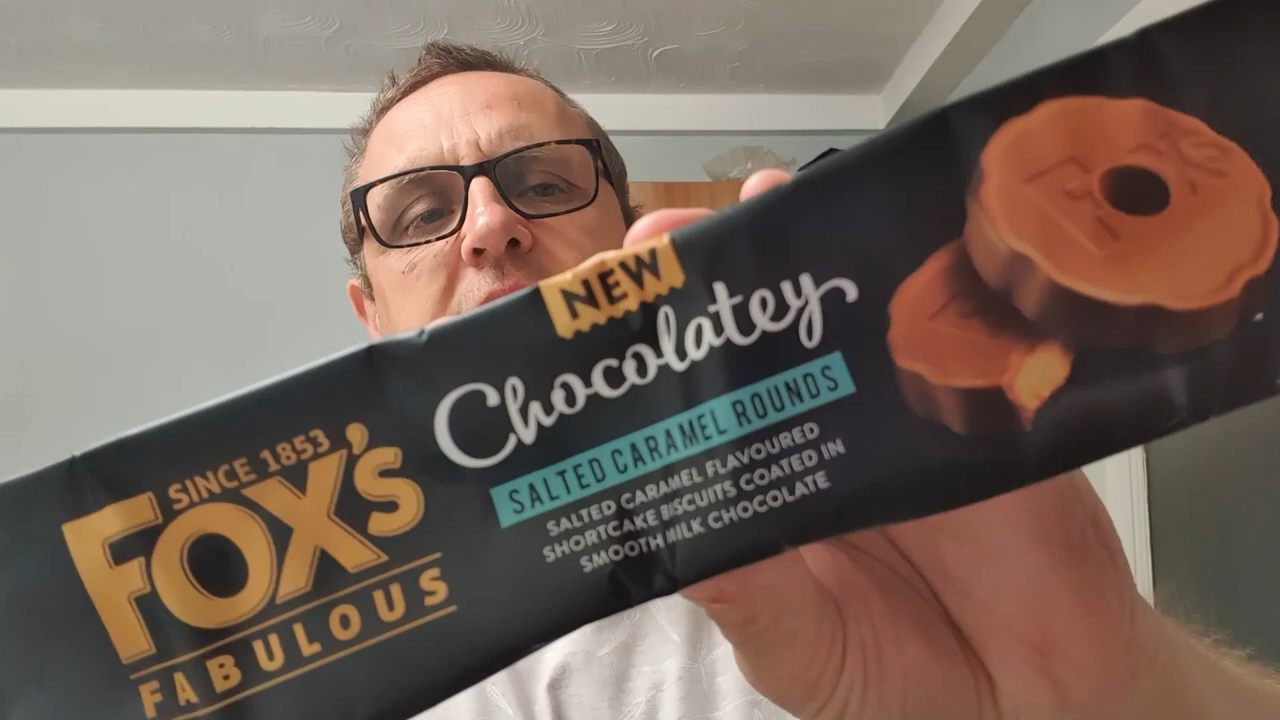 SINCE 1853
FOX'S
FABULOUS
NEW
Chocolatey
SALTED CARAMEL ROUNDS
SALTED CARAMEL FLAVOURED
SHORTCAKE BISCUITS COATED IN
SMOOTH MILK CHOCOLATE